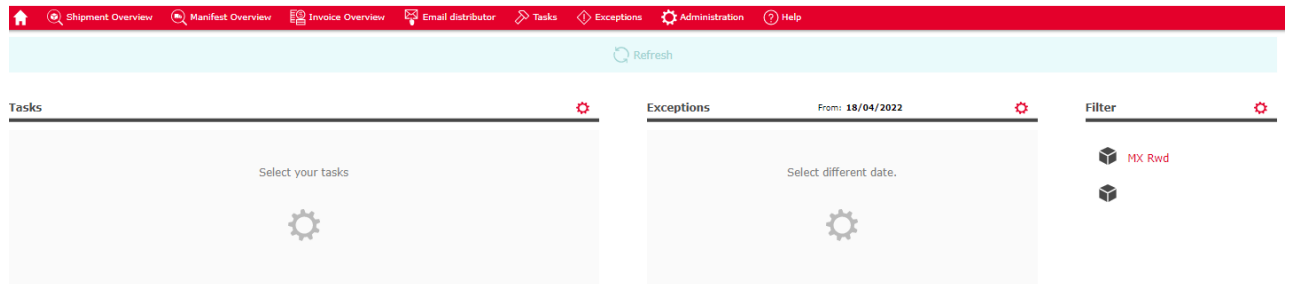 Shipment Overview Manifest Overview Invoice Overview Email distributor Tasks Exceptions Administration Help
Refresh
Tasks Exceptions From: 18/04/2022 Filter
MX Rwd
Select your tasks Select different date.